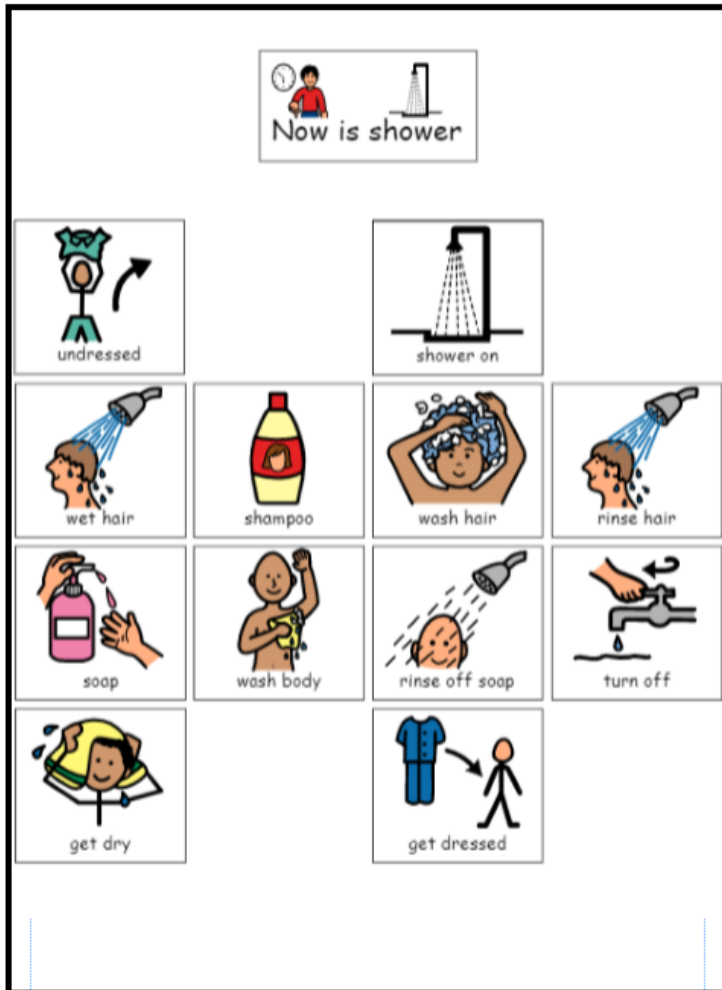 Now is shower
undressed
shower on
wet hair
shampoo
wash hair
rinse hair
soap
wash body
rinse off soap
turn off
get dry
get dressed